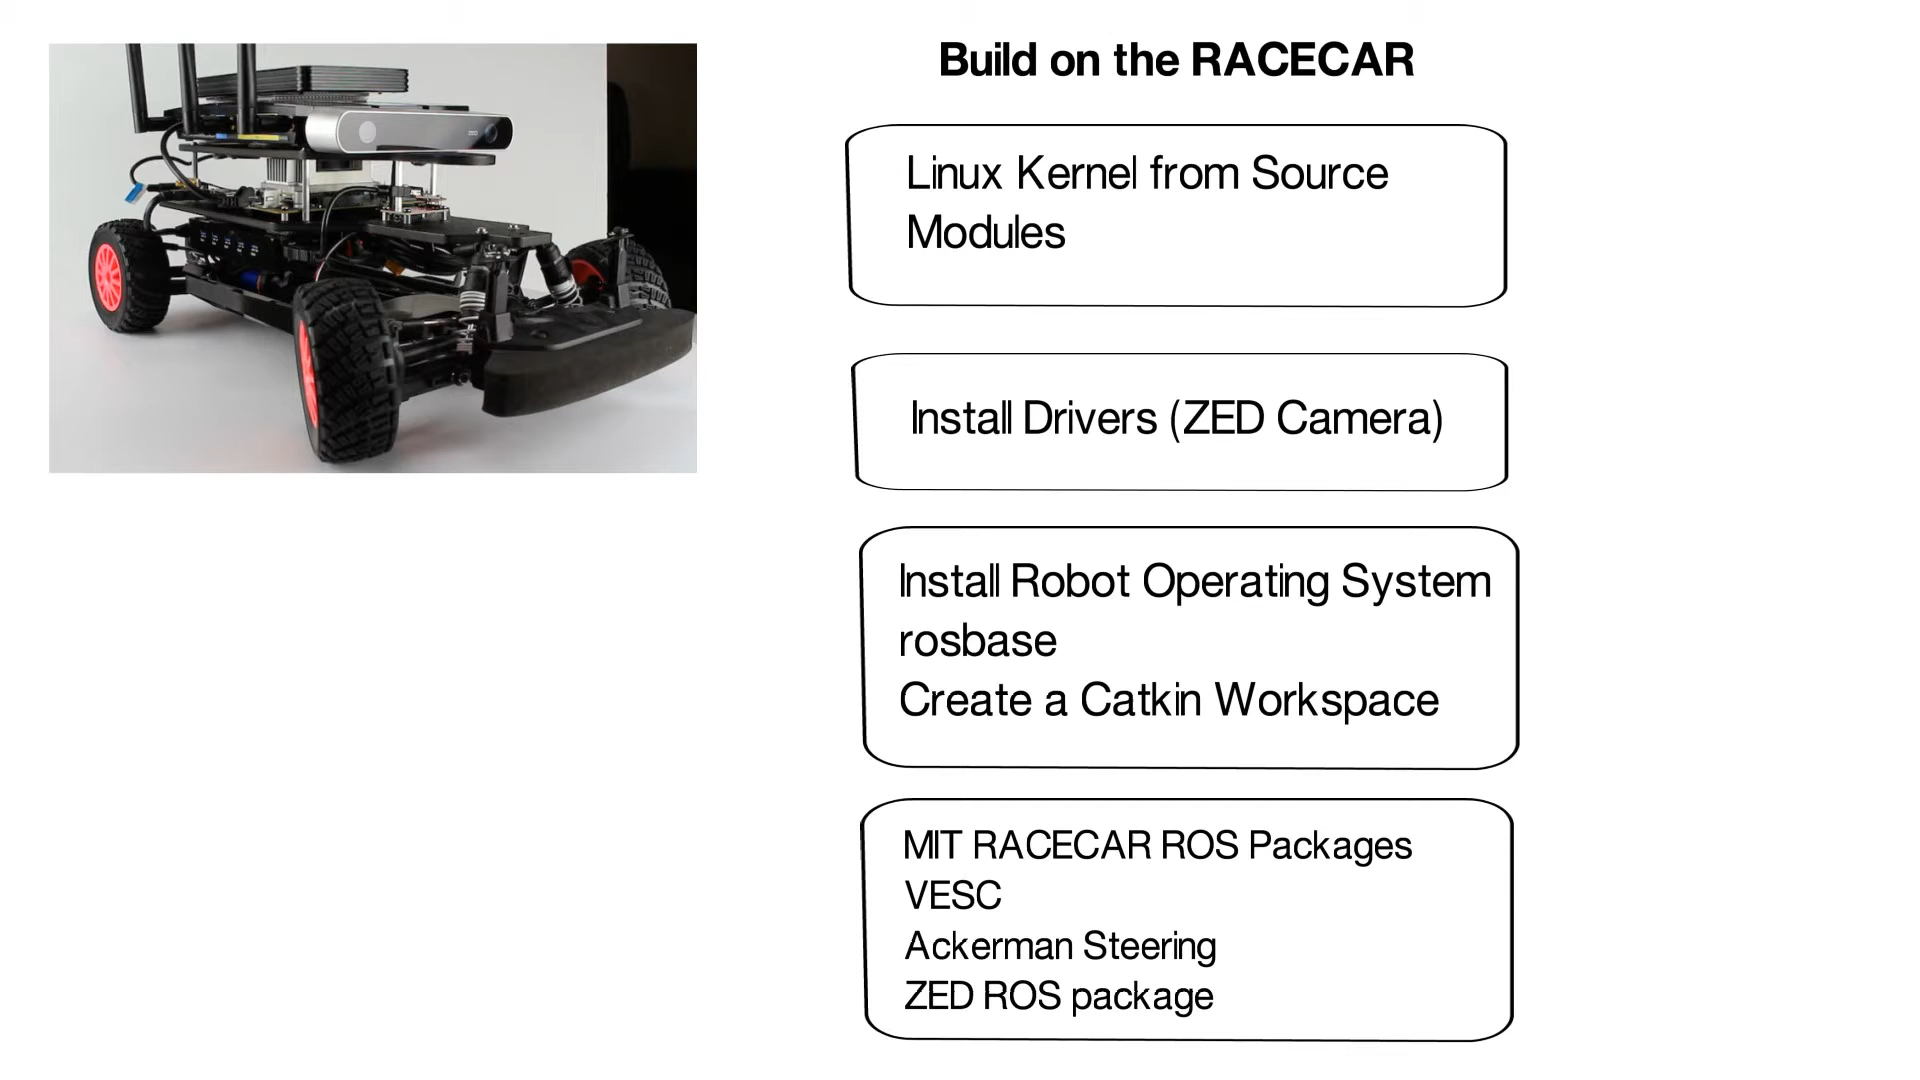 Build on the RACECAR
Linux Kernel from Source
Modules
Install Drivers (ZED Camera)
Install Robot Operating System
rosbase
Create a Catkin Workspace
MIT RACECAR ROS Packages
VESC
Ackerman Steering
ZED ROS package
ZED